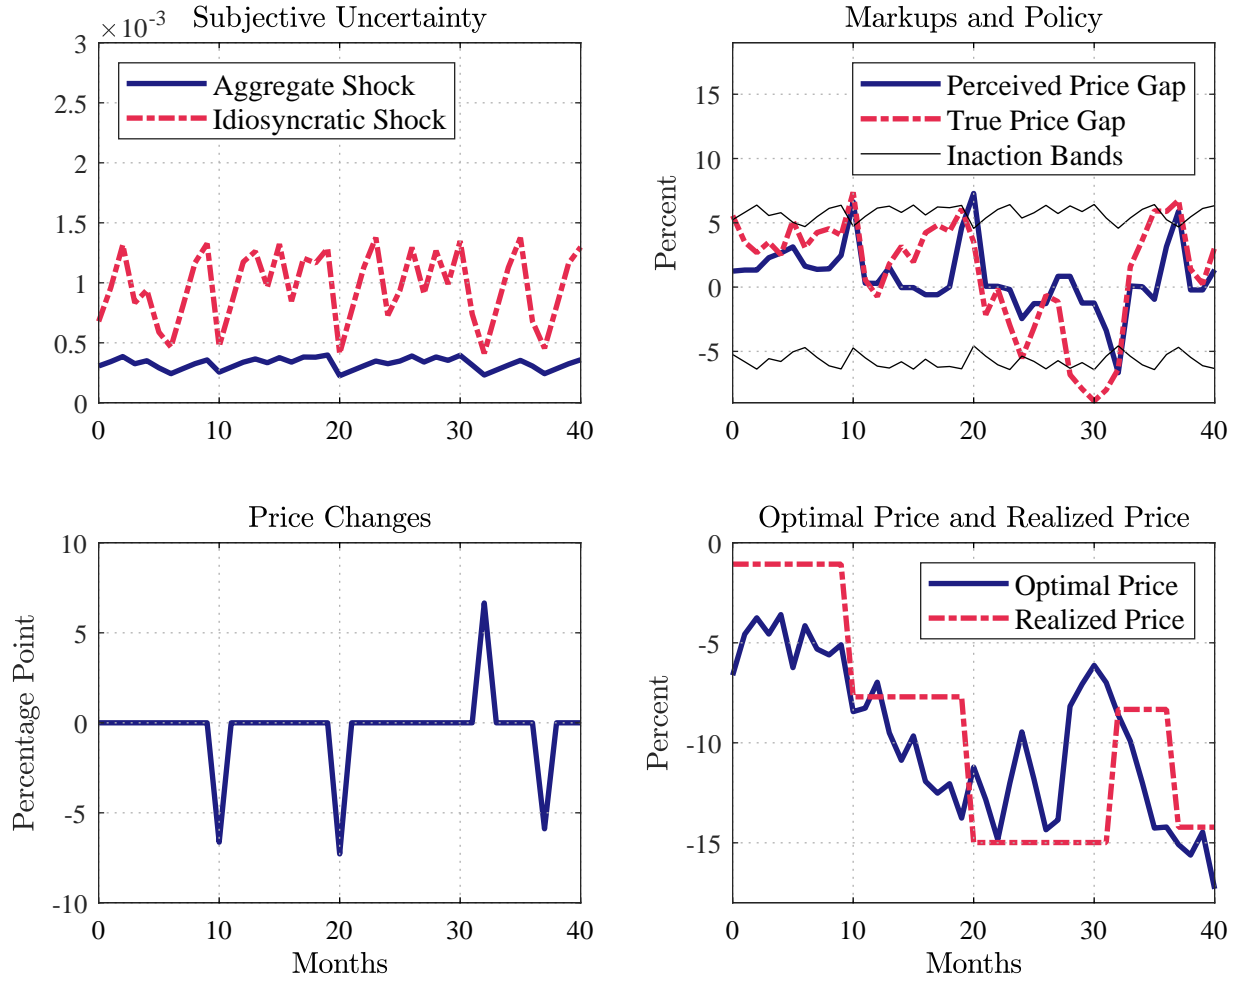 Subjective Uncertainty
×10⁻³
3
2.5
2
1.5
1
0.5
0
Aggregate Shock
Idiosyncratic Shock
0 10 20 30 40
Markups and Policy
Percent
15
10
5
0
-5
Perceived Price Gap
True Price Gap
Inaction Bands
0 10 20 30 40
Price Changes
Percentage Point
10
5
0
-5
-10
0 10 20 30 40
Months
Optimal Price and Realized Price
Percent
0
-5
-10
-15
Optimal Price
Realized Price
0 10 20 30 40
Months